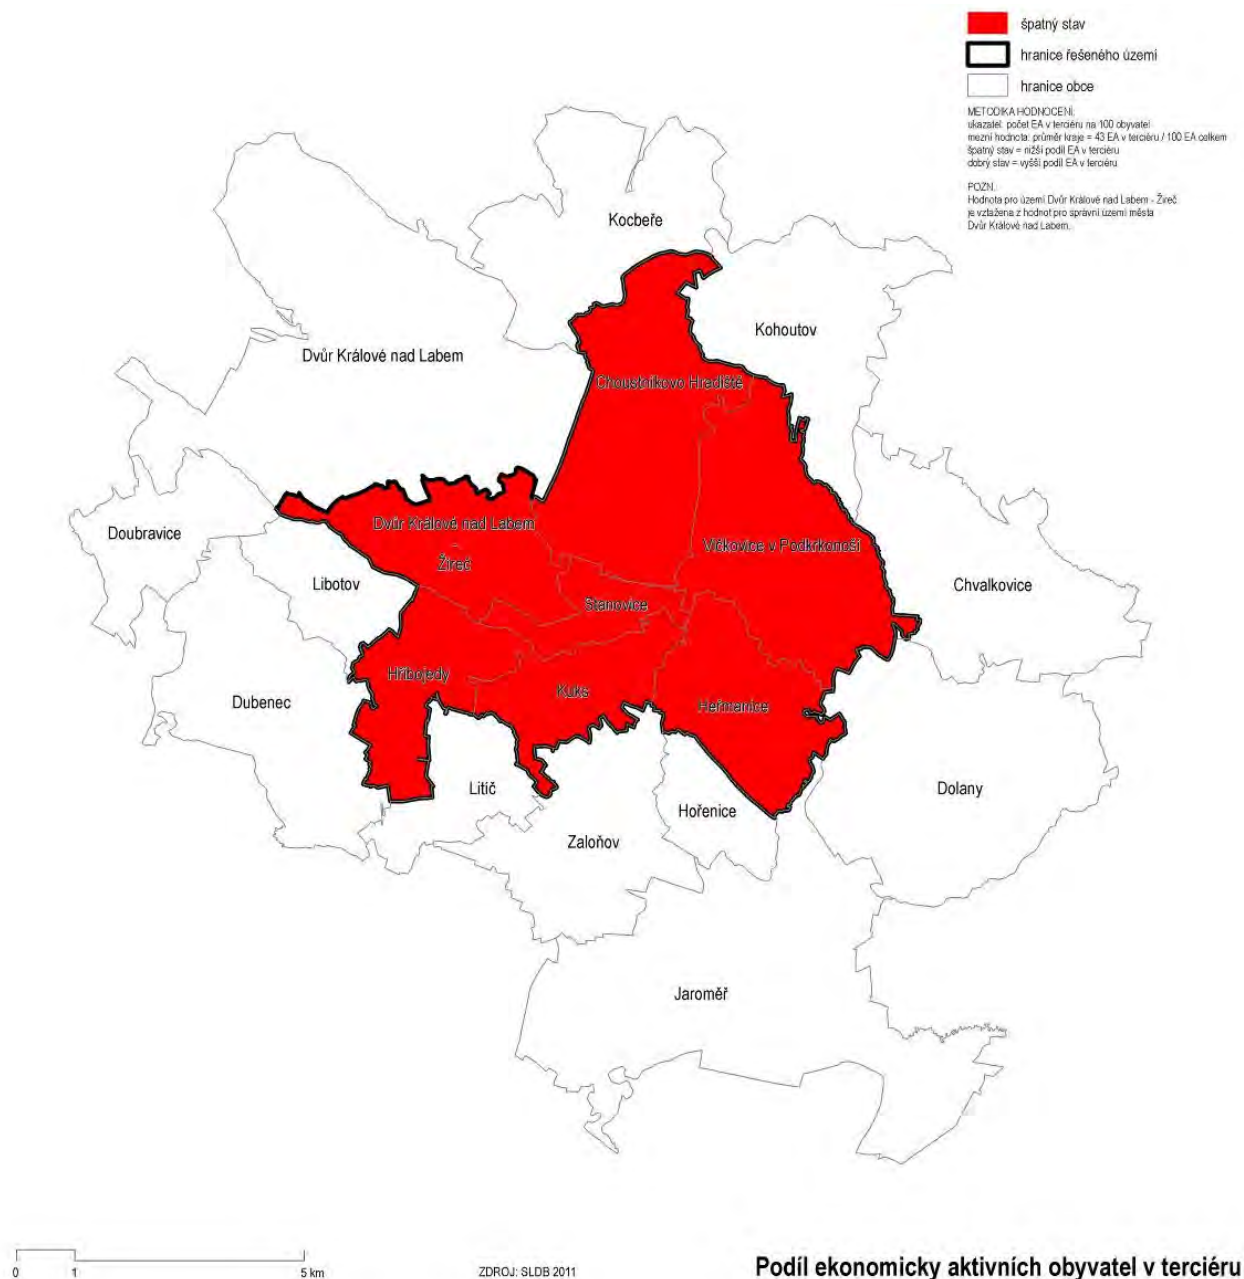 špatný stav
hranice řešeného území
hranice obce
METODIKA HODNOCENÍ:
ukazatel: počet EA v terciéru na 100 obyvatel
mezní hodnota: průměr kraje = 43 EA v terciéru / 100 EA celkem
špatný stav = nižší podíl EA v terciéru
dobrý stav = vyšší podíl EA v terciéru
POZN.
Hodnota pro území Dvůr Králové nad Labem - Žireč
je vztažena z hodnot pro správní území města
Dvůr Králové nad Labem.
Kocbeře
Kohoutov
Dvůr Králové nad Labem
Choustníkovo Hradiště
Dvůr Králové nad Labem
–
Žireč
Doubravice
Vlčkovice v Podkrkonoší
Libotov
Chvalkovice
Stanovice
Hřibojedy
Kuks
Dubenec
Heřmanice
Litíč
Dolany
Hořenice
Zaloňov
Jaroměř
0 1 5 km
ZDROJ: SLDB 2011
Podíl ekonomicky aktivních obyvatel v terciéru